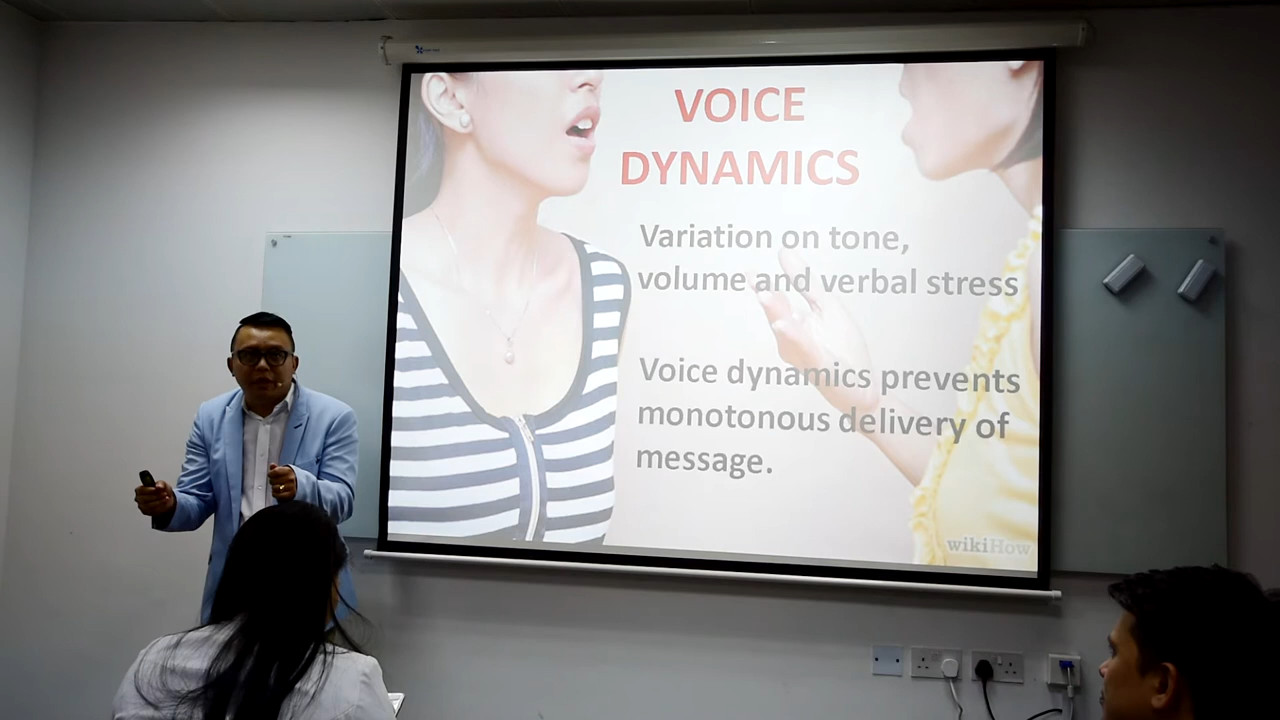 VOICE
DYNAMICS
Variation on tone,
volume and verbal stress
Voice dynamics prevents
monotonous delivery of
message.
wikiHow